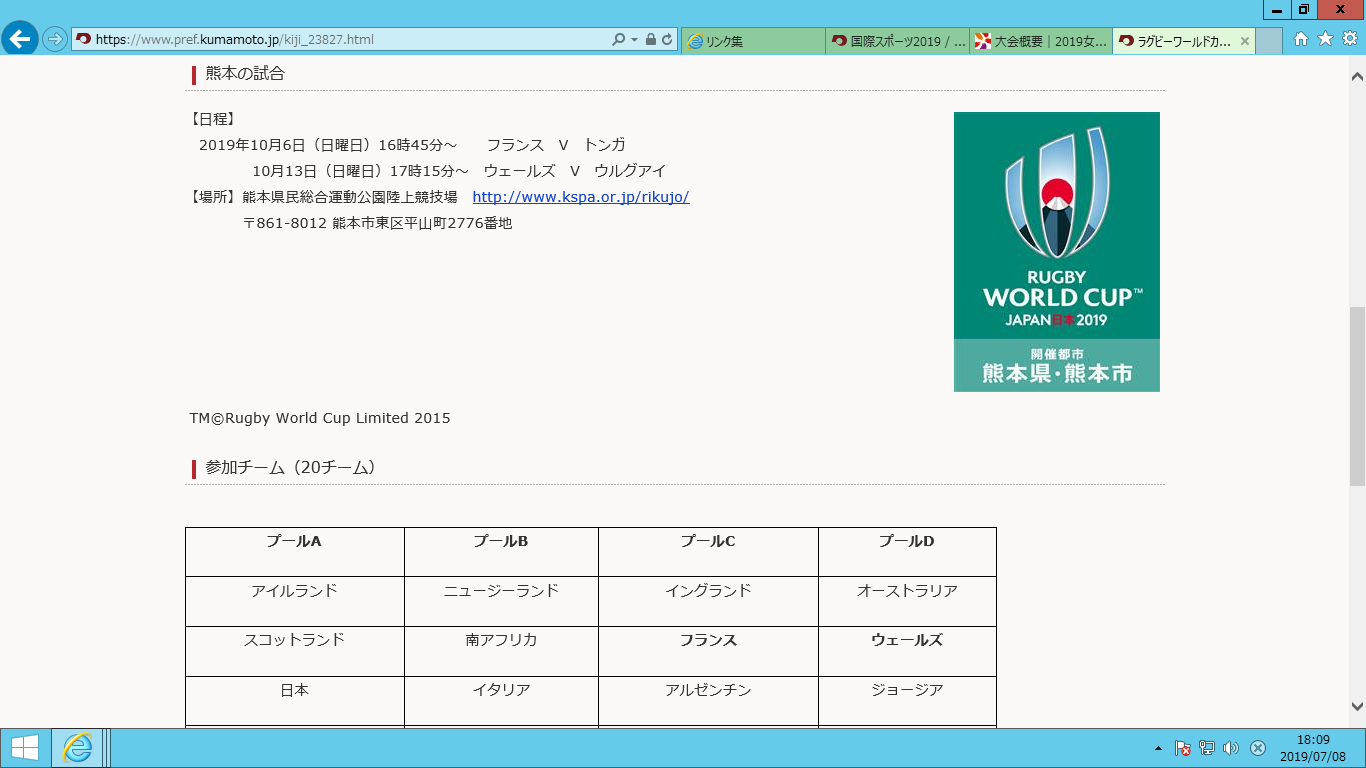 https://www.pref.kumamoto.jp/kiji_23827.html
リンク集
国際スポーツ2019 / ...
大会概要｜2019女...
ラグビーワールドカ...
熊本の試合
【日程】
2019年10月6日（日曜日）16時45分～　　フランス　V　トンガ
10月13日（日曜日）17時15分～　ウェールズ　V　ウルグアイ
【場所】熊本県民総合運動公園陸上競技場　http://www.kspa.or.jp/rikujo/
〒861-8012 熊本市東区平山町2776番地
RUGBY
WORLD CUP™
JAPAN日本2019
開催都市
熊本県・熊本市
TM©Rugby World Cup Limited 2015
参加チーム（20チーム）
プールA プールB プールC プールD
アイルランド ニュージーランド イングランド オーストラリア
スコットランド 南アフリカ フランス ウェールズ
日本 イタリア アルゼンチン ジョージア
18:09
2019/07/08